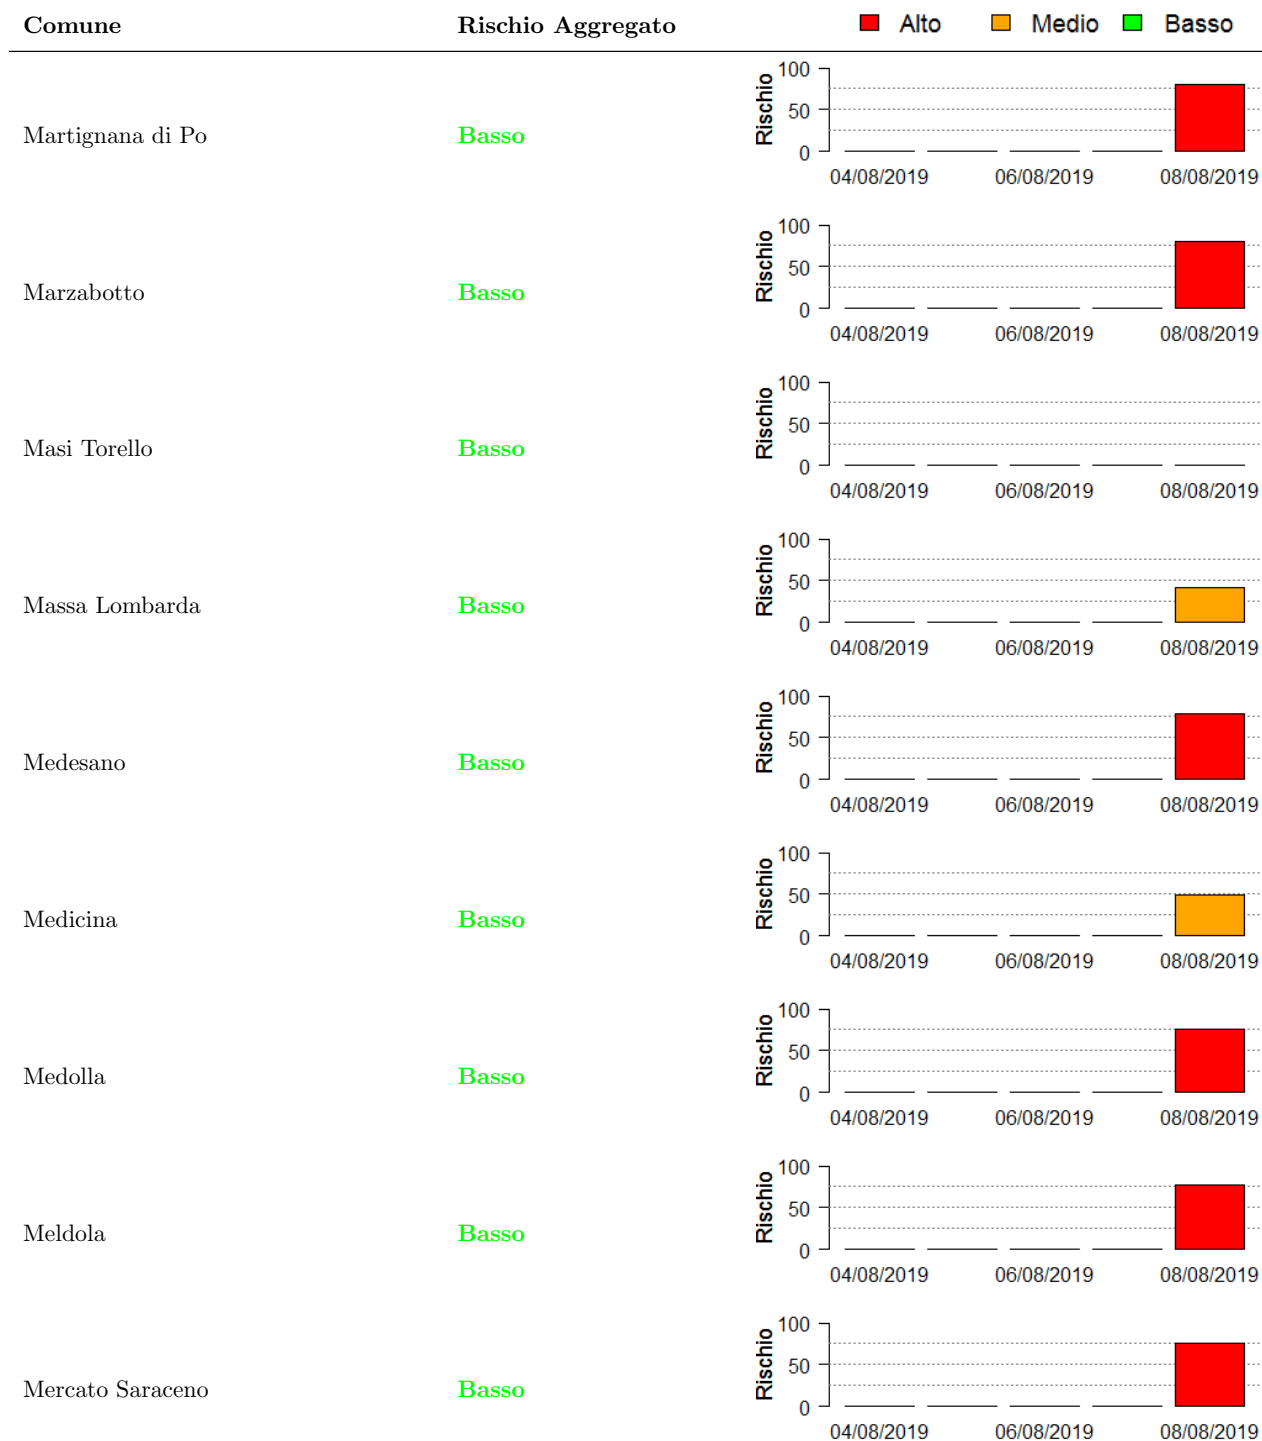 Comune Rischio Aggregato Alto Medio Basso
Martignana di Po Basso
Rischio
100
50
0
04/08/2019 06/08/2019 08/08/2019
Marzabotto Basso
Rischio
100
50
0
04/08/2019 06/08/2019 08/08/2019
Masi Torello Basso
Rischio
100
50
0
04/08/2019 06/08/2019 08/08/2019
Massa Lombarda Basso
Rischio
100
50
0
04/08/2019 06/08/2019 08/08/2019
Medesano Basso
Rischio
100
50
0
04/08/2019 06/08/2019 08/08/2019
Medicina Basso
Rischio
100
50
0
04/08/2019 06/08/2019 08/08/2019
Medolla Basso
Rischio
100
50
0
04/08/2019 06/08/2019 08/08/2019
Meldola Basso
Rischio
100
50
0
04/08/2019 06/08/2019 08/08/2019
Mercato Saraceno Basso
Rischio
100
50
0
04/08/2019 06/08/2019 08/08/2019